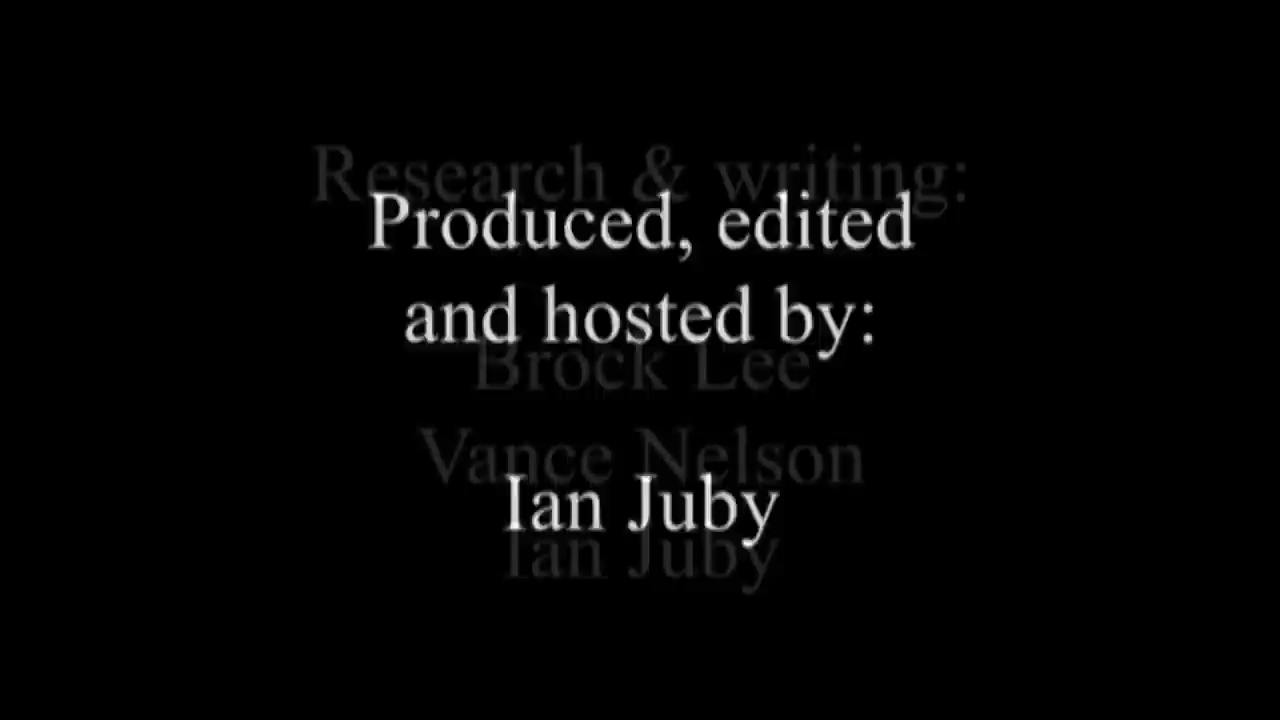 Research & writing:
Produced, edited
and hosted by:
Brock Lee
Vance Nelson
Ian Juby
Ian Juby